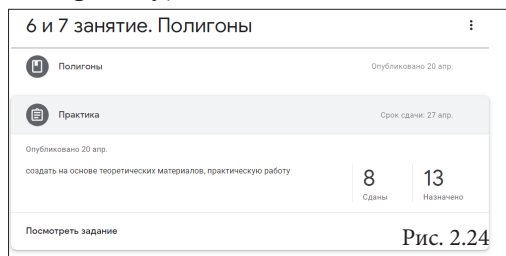 6 и 7 занятие. Полигоны
Полигоны
Опубликовано 20 апр.
Практика
Срок сдачи: 27 апр.
Опубликовано 20 апр.
создать на основе теоретических материалов, практическую работу
8
Сданы
13
Назначено
Посмотреть задание
Рис. 2.24